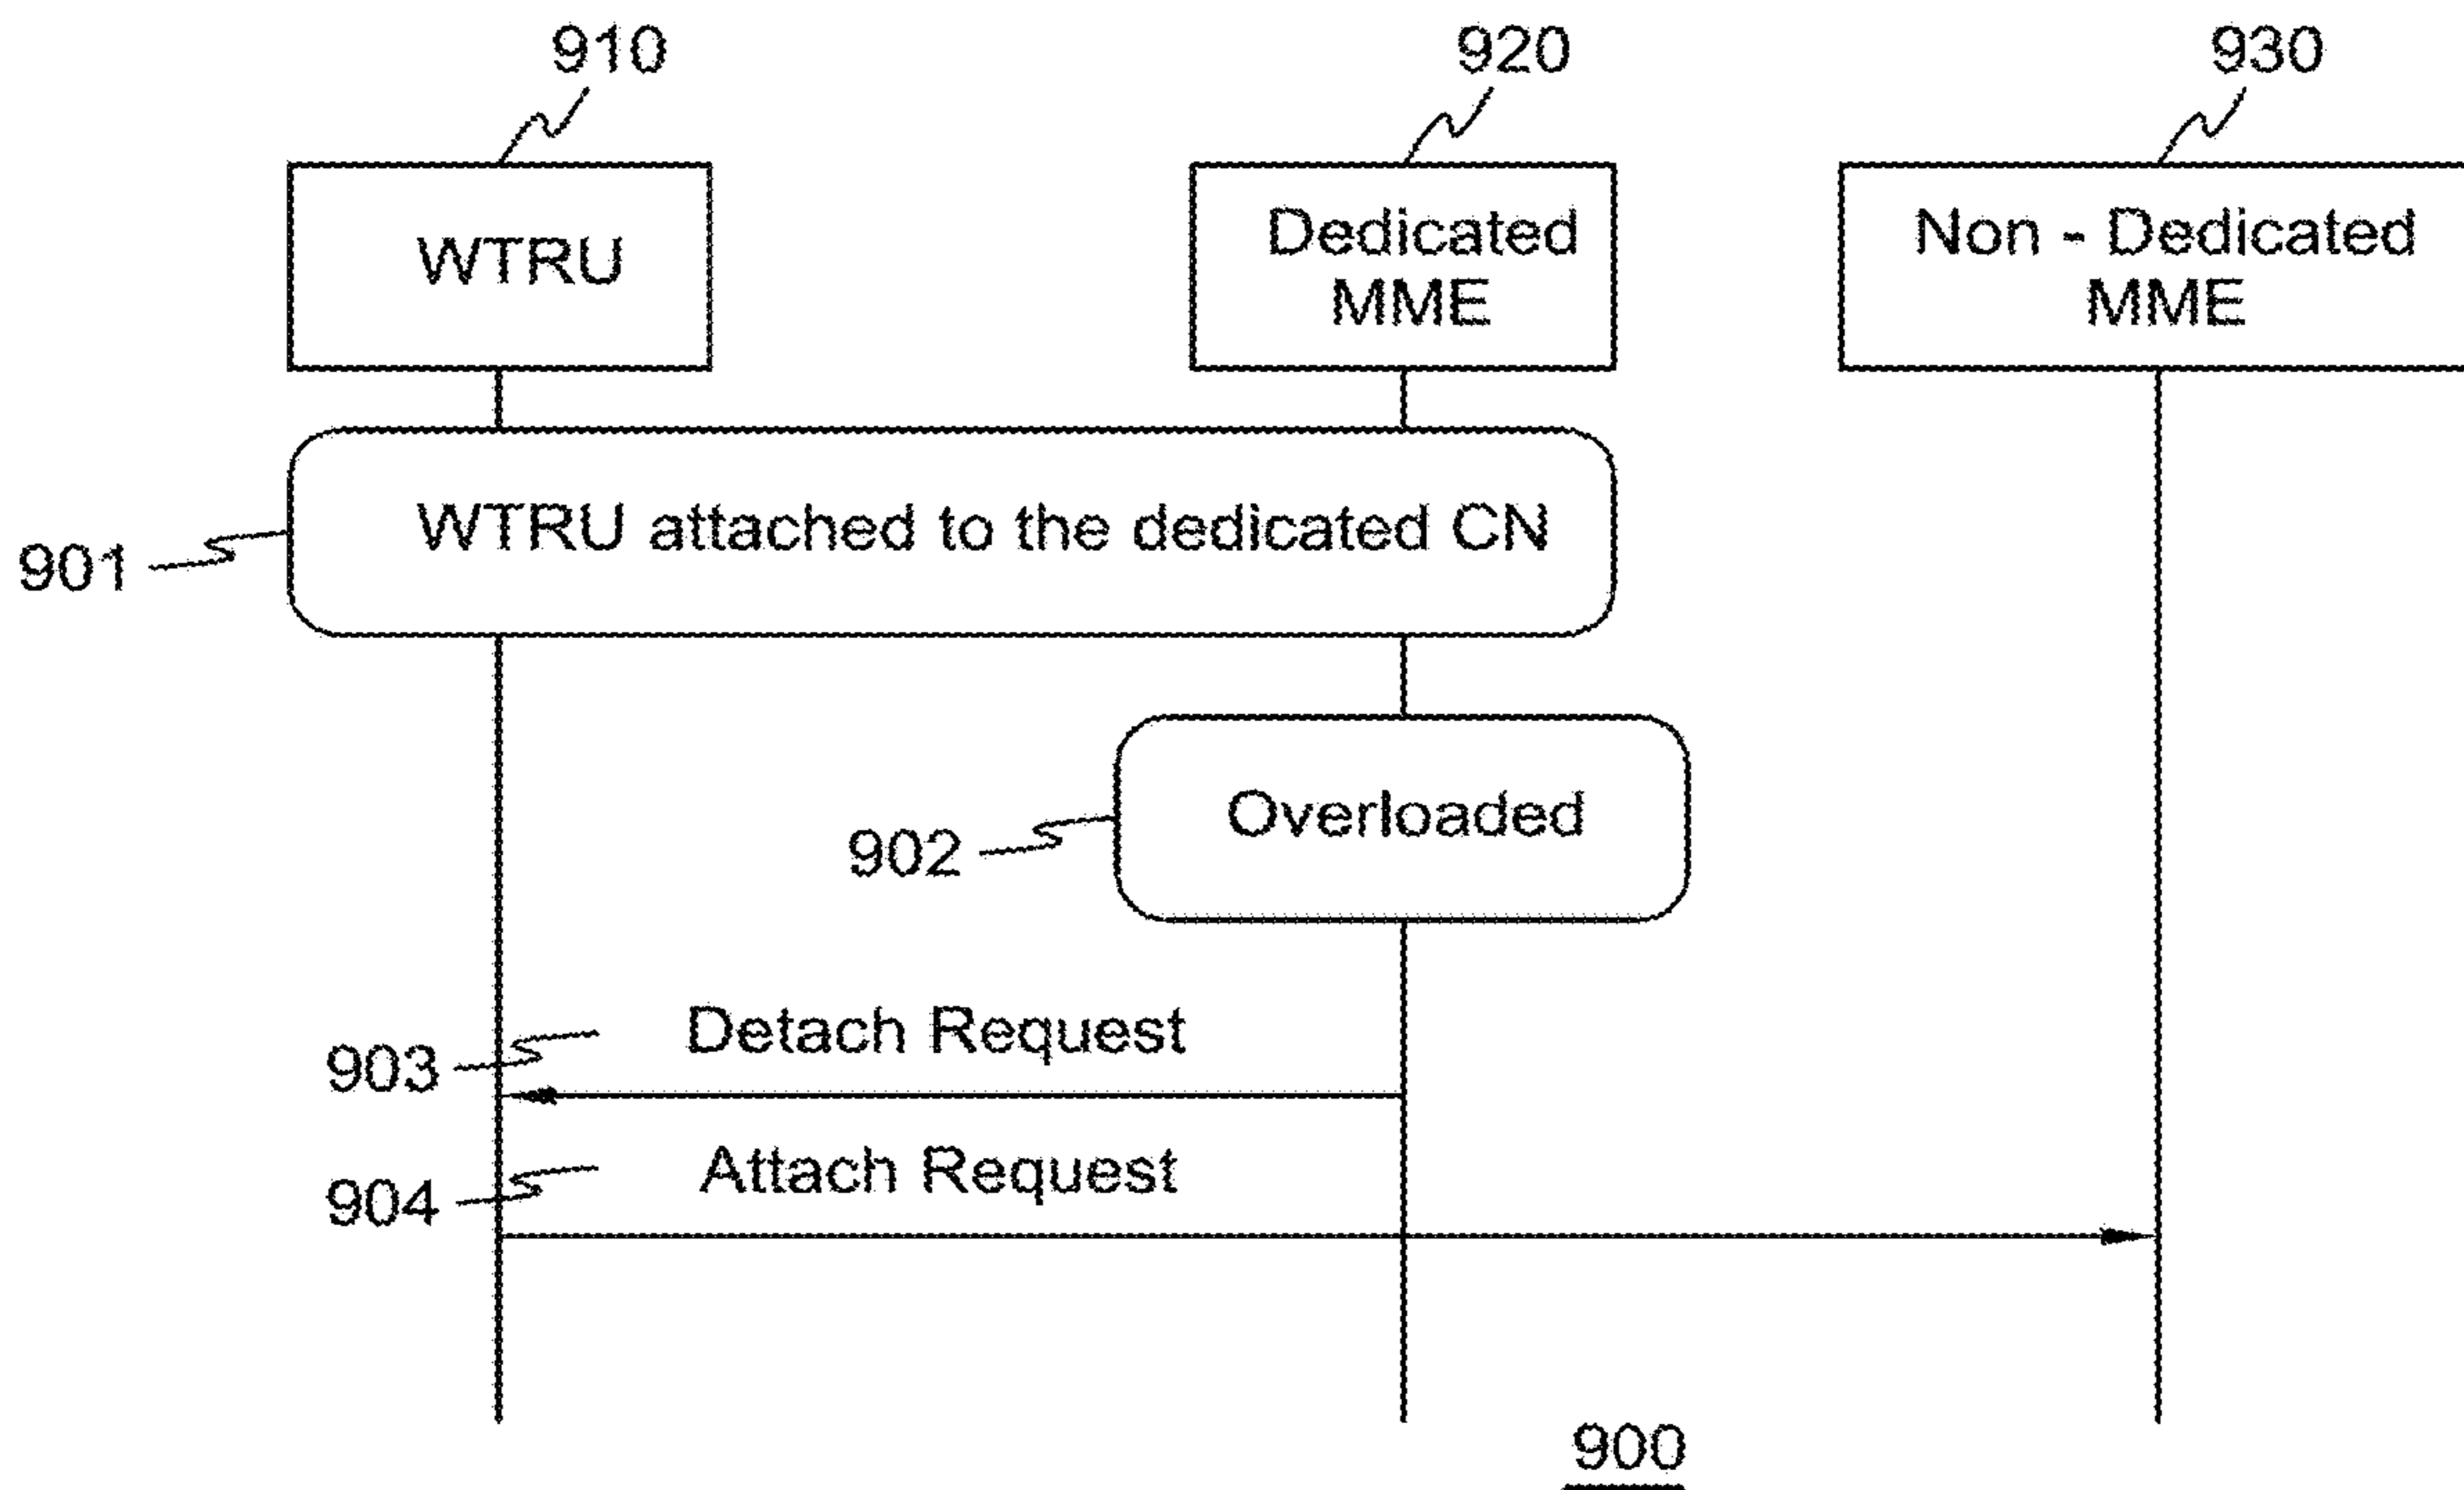 910
920
930
WTRU
Dedicated
MME
Non - Dedicated
MME
WTRU attached to the dedicated CN
901
Overloaded
902
Detach Request
903
Attach Request
904
900